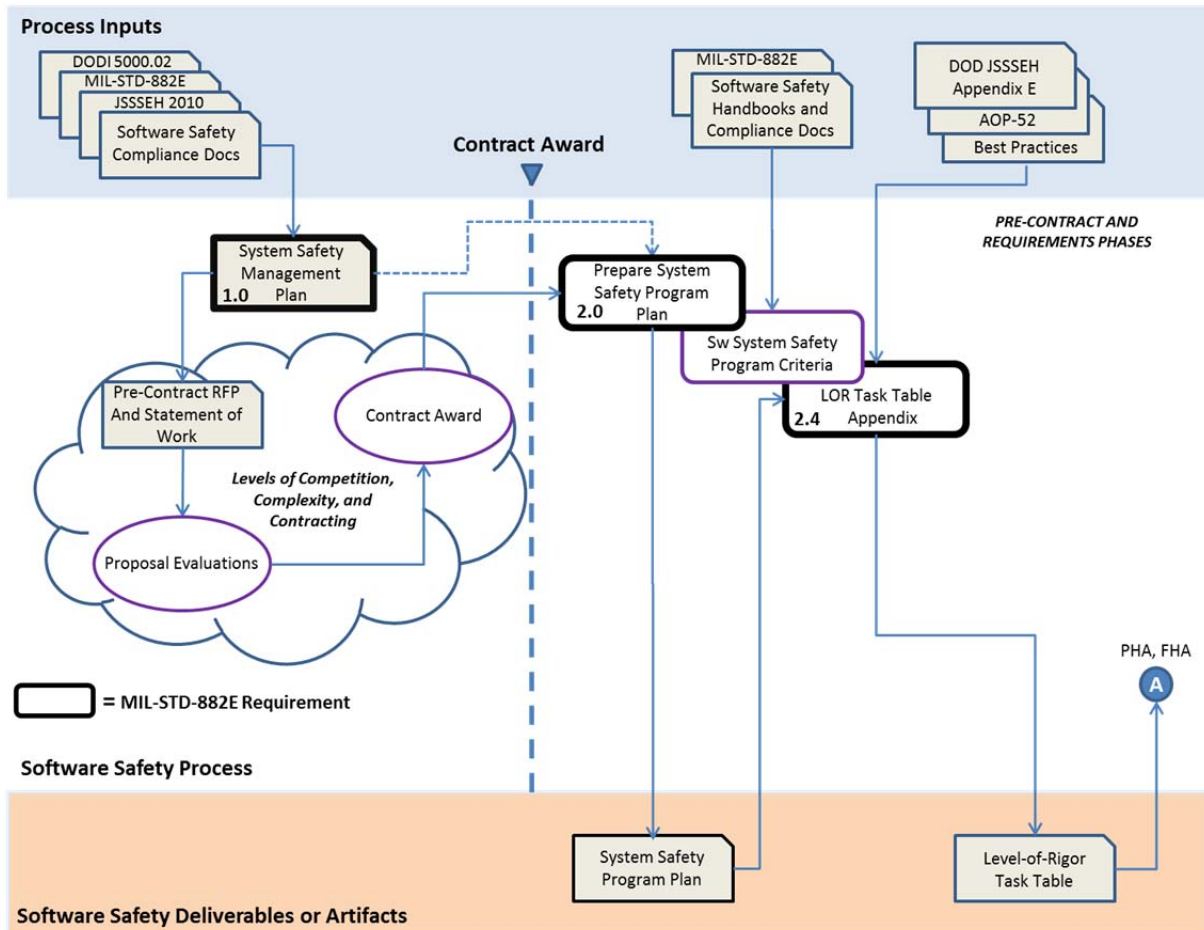 Process Inputs
DODI 5000.02
MIL-STD-882E
JSSSEH 2010
Software Safety
Compliance Docs
MIL-STD-882E
Software Safety
Handbooks and
Compliance Docs
DOD JSSSEH
Appendix E
AOP-52
Best Practices
Contract Award
PRE-CONTRACT AND
REQUIREMENTS PHASES
System Safety
Management
1.0 Plan
Prepare System
Safety Program
2.0 Plan
Sw System Safety
Program Criteria
LOR Task Table
2.4 Appendix
Pre-Contract RFP
And Statement of
Work
Contract Award
Levels of Competition,
Complexity, and
Contracting
Proposal Evaluations
PHA, FHA
A
= MIL-STD-882E Requirement
Software Safety Process
System Safety
Program Plan
Level-of-Rigor
Task Table
Software Safety Deliverables or Artifacts